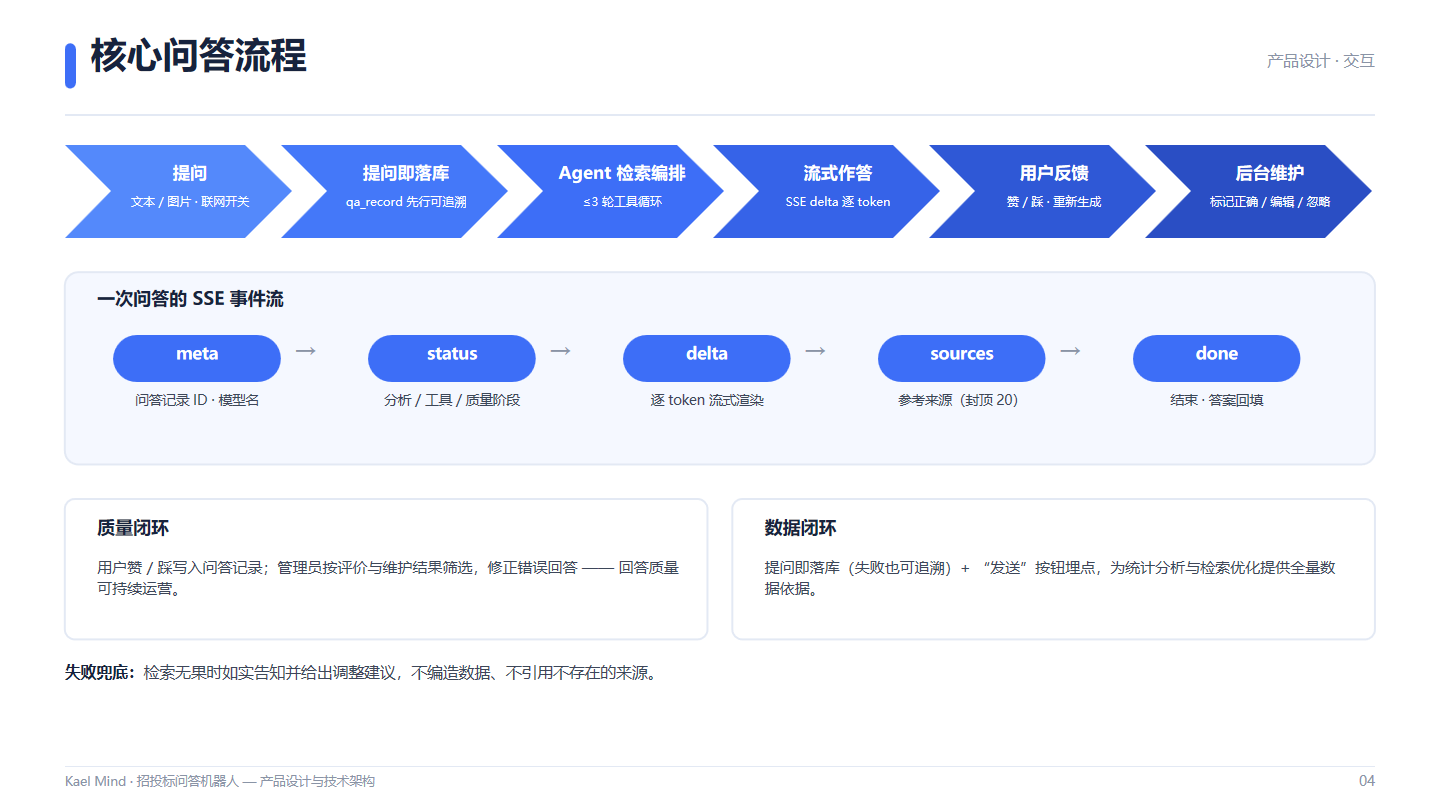 核心问答流程
产品设计 · 交互
提问
文本 / 图片 · 联网开关
提问即落库
qa_record 先行可追溯
Agent 检索编排
≤3 轮工具循环
流式作答
SSE delta 逐 token
用户反馈
赞 / 踩 · 重新生成
后台维护
标记正确 / 编辑 / 忽略
一次问答的 SSE 事件流
meta → status → delta → sources → done
问答记录 ID · 模型名
分析 / 工具 / 质量阶段
逐 token 流式渲染
参考来源（封顶 20）
结束 · 答案回填
质量闭环
用户赞 / 踩写入问答记录；管理员按评价与维护结果筛选，修正错误回答 —— 回答质量
可持续运营。
数据闭环
提问即落库（失败也可追溯）+ “发送”按钮埋点，为统计分析与检索优化提供全量数
据依据。
失败兜底：检索无果时如实告知并给出调整建议，不编造数据、不引用不存在的来源。
Kael Mind · 招投标问答机器人 — 产品设计与技术架构
04